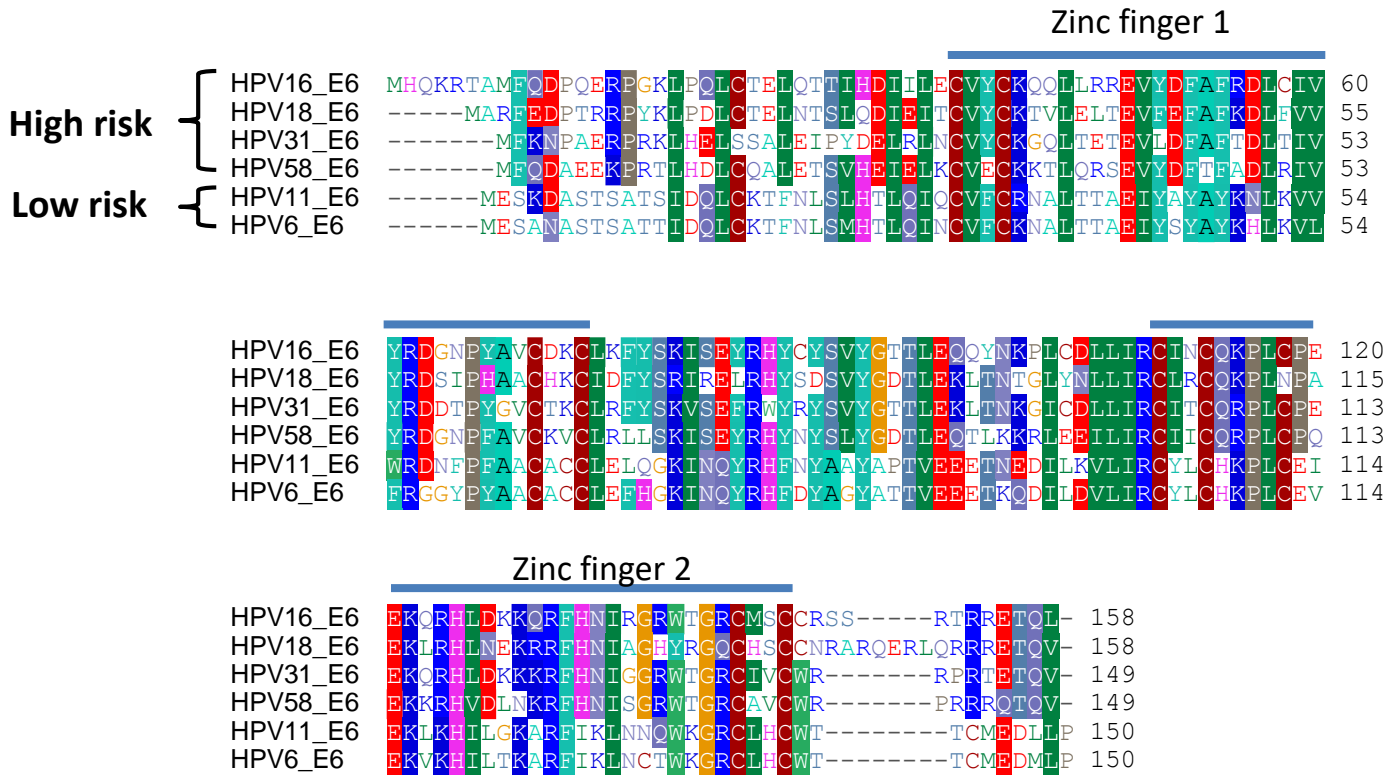 Zinc finger 1
High risk
Low risk
HPV16_E6 MHQKRTAMFQDPQERPGKLPQLCTELQTTIHDIILECVYCKQQLLRREVYDFAFRDLCIV 60
HPV18_E6 -----MARFEDPTRRPYKLPDLCTELNTSLQDIEITCVYCKTVLELTEVFEFAFKDLFVV 55
HPV31_E6 -------MFKNPAERPRKLHELSSALEIPYDELRLNCVYCKGQLTETEVLDFAFTDLTIV 53
HPV58_E6 -------MFQDAEEKPRTLHDLCQALETSVHEIELKCVECKKTLQRSEVYDFTFADLRIV 53
HPV11_E6 ------MESKDASTSATSIDQLCKTFNLSLHTLQIQCVFCRNALTTAEIYAYAYKNLKVV 54
HPV6_E6 ------MESANASTSATTIDQLCKTFNLSMHTLQINCVFCKNALTTAEIYSYAYKHLKVL 54
HPV16_E6 YRDGNPYAVCDKCLKFYSKISEYRHYCYSVYGTTLEQQYNKPLCDLLIRCINCQKPLCPE 120
HPV18_E6 YRDSIPHAACHKCIDFYSRIRELRHYSDSVYGDTLEKLTNTGLYNLLIRCLRCQKPLNPA 115
HPV31_E6 YRDDTPYGVCTKCLRFYSKVSEFRWYRYSVYGTTLEKLTNKGICDLLIRCITCQRPLCPE 113
HPV58_E6 YRDGNPFAVCKVCLRLLSKISEYRHYNYSLYGDTLEQTLKKRLEEILIRCIICQRPLCPQ 113
HPV11_E6 WRDNFPFAACACCLELQGKINQYRHFNYAAYAPTVEEETNEDILKVLIRCYLCHKPLCEI 114
HPV6_E6 FRGGYPYAACACCLEFHGKINQYRHFDYAGYATTVEEETKQDILDVLIRCYLCHKPLCEV 114
Zinc finger 2
HPV16_E6 EKQRHLDKKQRFHNIRGRWTGRCMSCCRSS------RTRRETQL- 158
HPV18_E6 EKLRHLNEKRRFHNIAGHYRGQCHSCCNRARQERLQRRRETQV- 158
HPV31_E6 EKQRHLDKKKRFHNIGGRWTGRCIVCWR--------RPRTETQV- 149
HPV58_E6 EKKRHVDLNKRFHNISGRWTGRCAVCWR--------PRRRQTQV- 149
HPV11_E6 EKLKHILGKARFIKLNNQWKGRCLHCWT--------TCMEDLLP 150
HPV6_E6 EKVKHILTKARFIKLNCTWKGRCLHCWT--------TCMEDMLP 150